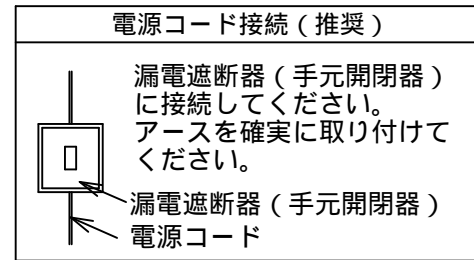 電源コード接続(推奨)
漏電遮断器(手元開閉器)
に接続してください。
アースを確実に取り付けて
ください。
漏電遮断器(手元開閉器)
電源コード